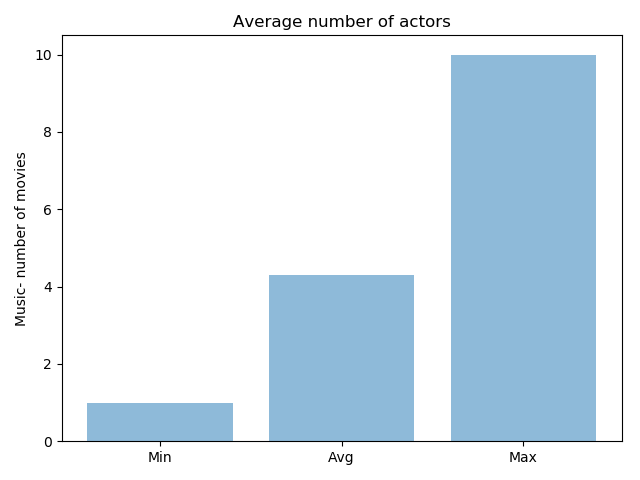 Average number of actors
Music- number of movies
10
8
6
4
2
0
Min
Avg
Max